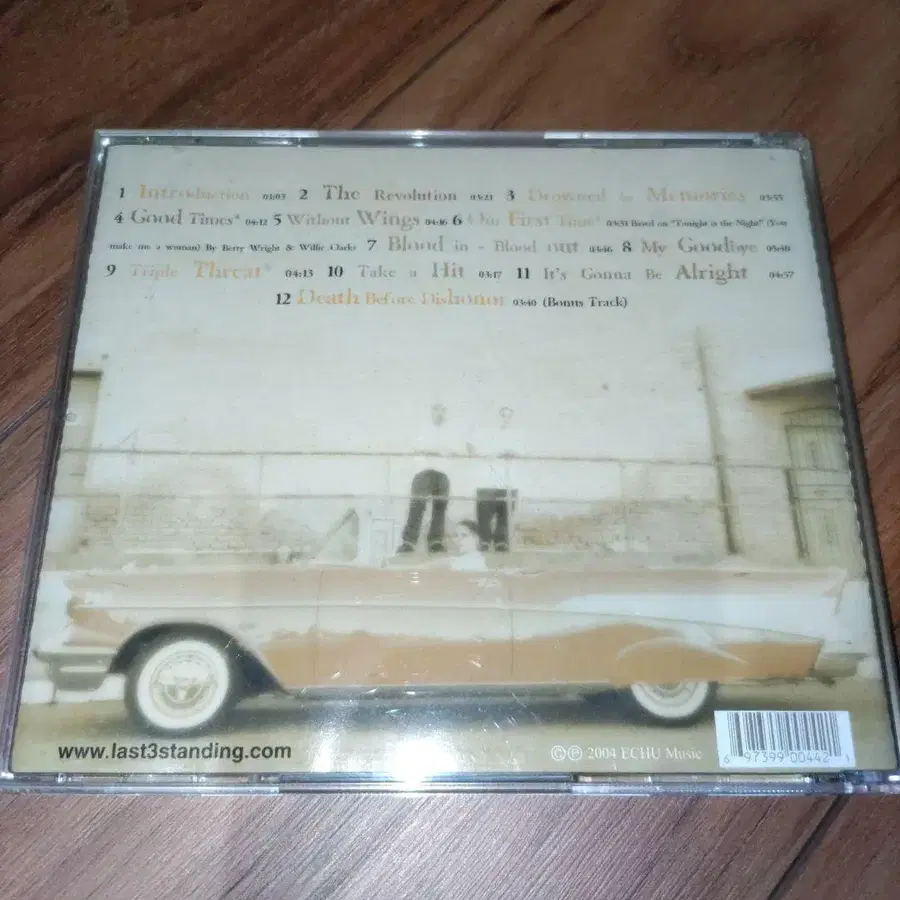 1 Introduction 01:03 2 The Revolution 03:21 3 Drowned in Memories 03:55
4 Good Times* 04:12 5 Without Wings 04:16 6 Our First Time* 03:51 Based on "Tonight is the Night" (You
make me a woman) By Betty Wright & Willie Clarke 7 Blood in - Blood out 03:46 8 My Goodbye 05:40
9 Triple Threat* 04:13 10 Take a Hit 03:17 11 It's Gonna Be Alright 04:57
12 Death Before Dishonor 03:40 (Bonus Track)
www.last3standing.com
©℗ 2004 ECHU Music
6 97399 00442 1